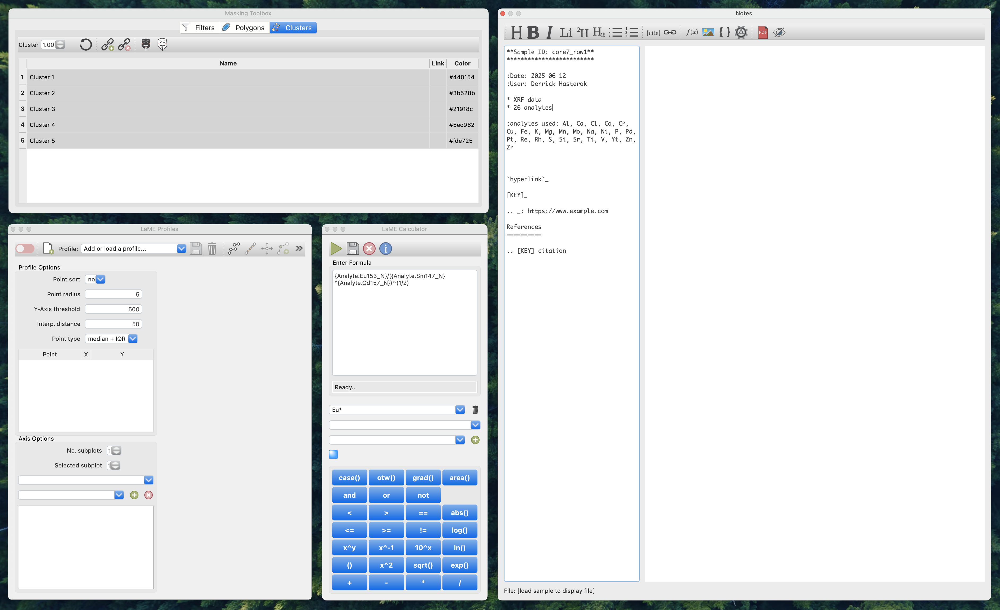 Masking Toolbox
Filters Polygons Clusters
Cluster 1.00
Name Link Color
1 Cluster 1 #440154
2 Cluster 2 #3b528b
3 Cluster 3 #21918c
4 Cluster 4 #5ec962
5 Cluster 5 #fde725
LaME Profiles
Profile: Add or load a profile...
Profile Options
Point sort no
Point radius 5
Y-Axis threshold 500
Interp. distance 50
Point type median + IQR
Point X Y
Axis Options
No. subplots 1
Selected subplot 1
LaME Calculator
Enter Formula
{Analyte.Eu153_N}/({Analyte.Sm147_N}
*{Analyte.Gd157_N})^(1/2)
Ready..
Eu*
case() otw() grad() area()
and or not
< > == abs()
<= >= != log()
x^y x^-1 10^x ln()
() x^2 sqrt() exp()
+ - * /
Notes
H B I Li ²H H₂ 1. 2. 3. [cite] f(x) { } PDF
**Sample ID: core7_row1**
*************************
:Date: 2025-06-12
:User: Derrick Hasterok
* XRF data
* 26 analytes
:analytes used: Al, Ca, Cl, Co, Cr,
Cu, Fe, K, Mg, Mn, Mo, Na, Ni, P, Pd,
Pt, Re, Rh, S, Si, Sr, Ti, V, Yt, Zn,
Zr
`hyperlink`_
[KEY]_
.. _: https://www.example.com
References
==========
.. [KEY] citation
File: [load sample to display file]